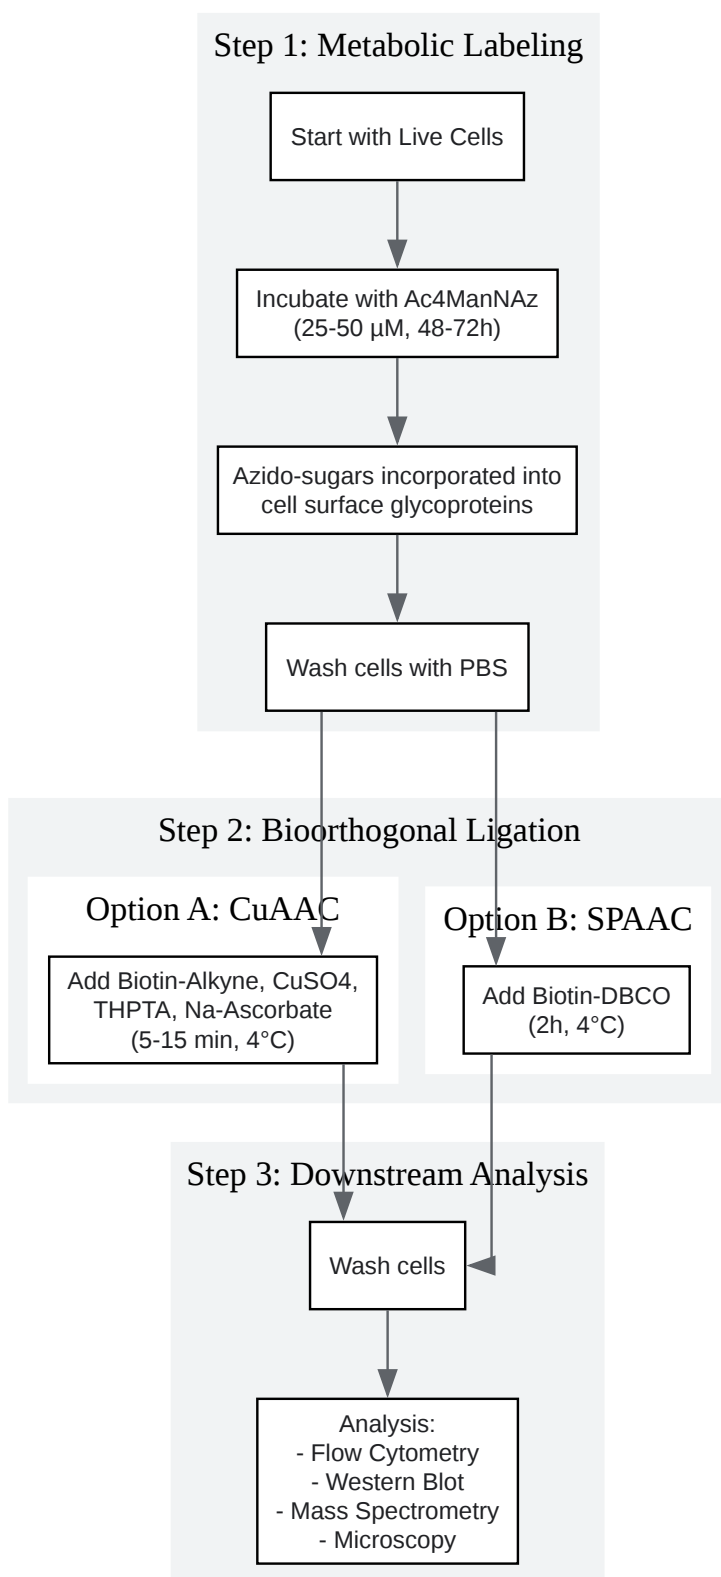 Step 1: Metabolic Labeling
Start with Live Cells
Incubate with Ac4ManNAz
(25-50 µM, 48-72h)
Azido-sugars incorporated into
cell surface glycoproteins
Wash cells with PBS
Step 2: Bioorthogonal Ligation
Option A: CuAAC
Add Biotin-Alkyne, CuSO4,
THPTA, Na-Ascorbate
(5-15 min, 4°C)
Option B: SPAAC
Add Biotin-DBCO
(2h, 4°C)
Step 3: Downstream Analysis
Wash cells
Analysis:
- Flow Cytometry
- Western Blot
- Mass Spectrometry
- Microscopy